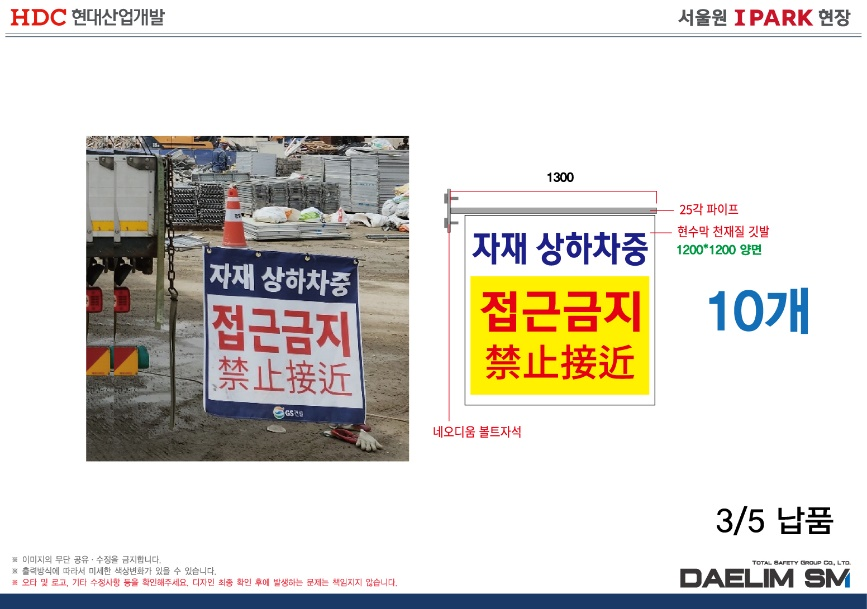 HDC 현대산업개발
서울원 IPARK 현장
자재 상하차중
접근금지
禁止接近
GS건설
1300
25각 파이프
현수막 천재질 깃발
1200*1200 양면
자재 상하차중
접근금지
禁止接近
네오디움 볼트자석
10개
3/5 납품
※ 이미지의 무단 공유 · 수정을 금지합니다.
※ 출력방식에 따라서 미세한 색상변화가 있을 수 있습니다.
※ 오타 및 로고, 기타 수정사항 등을 확인해주세요. 디자인 최종 확인 후에 발생하는 문제는 책임지지 않습니다.
TOTAL SAFETY GROUP CO., LTD.
DAELIM SM